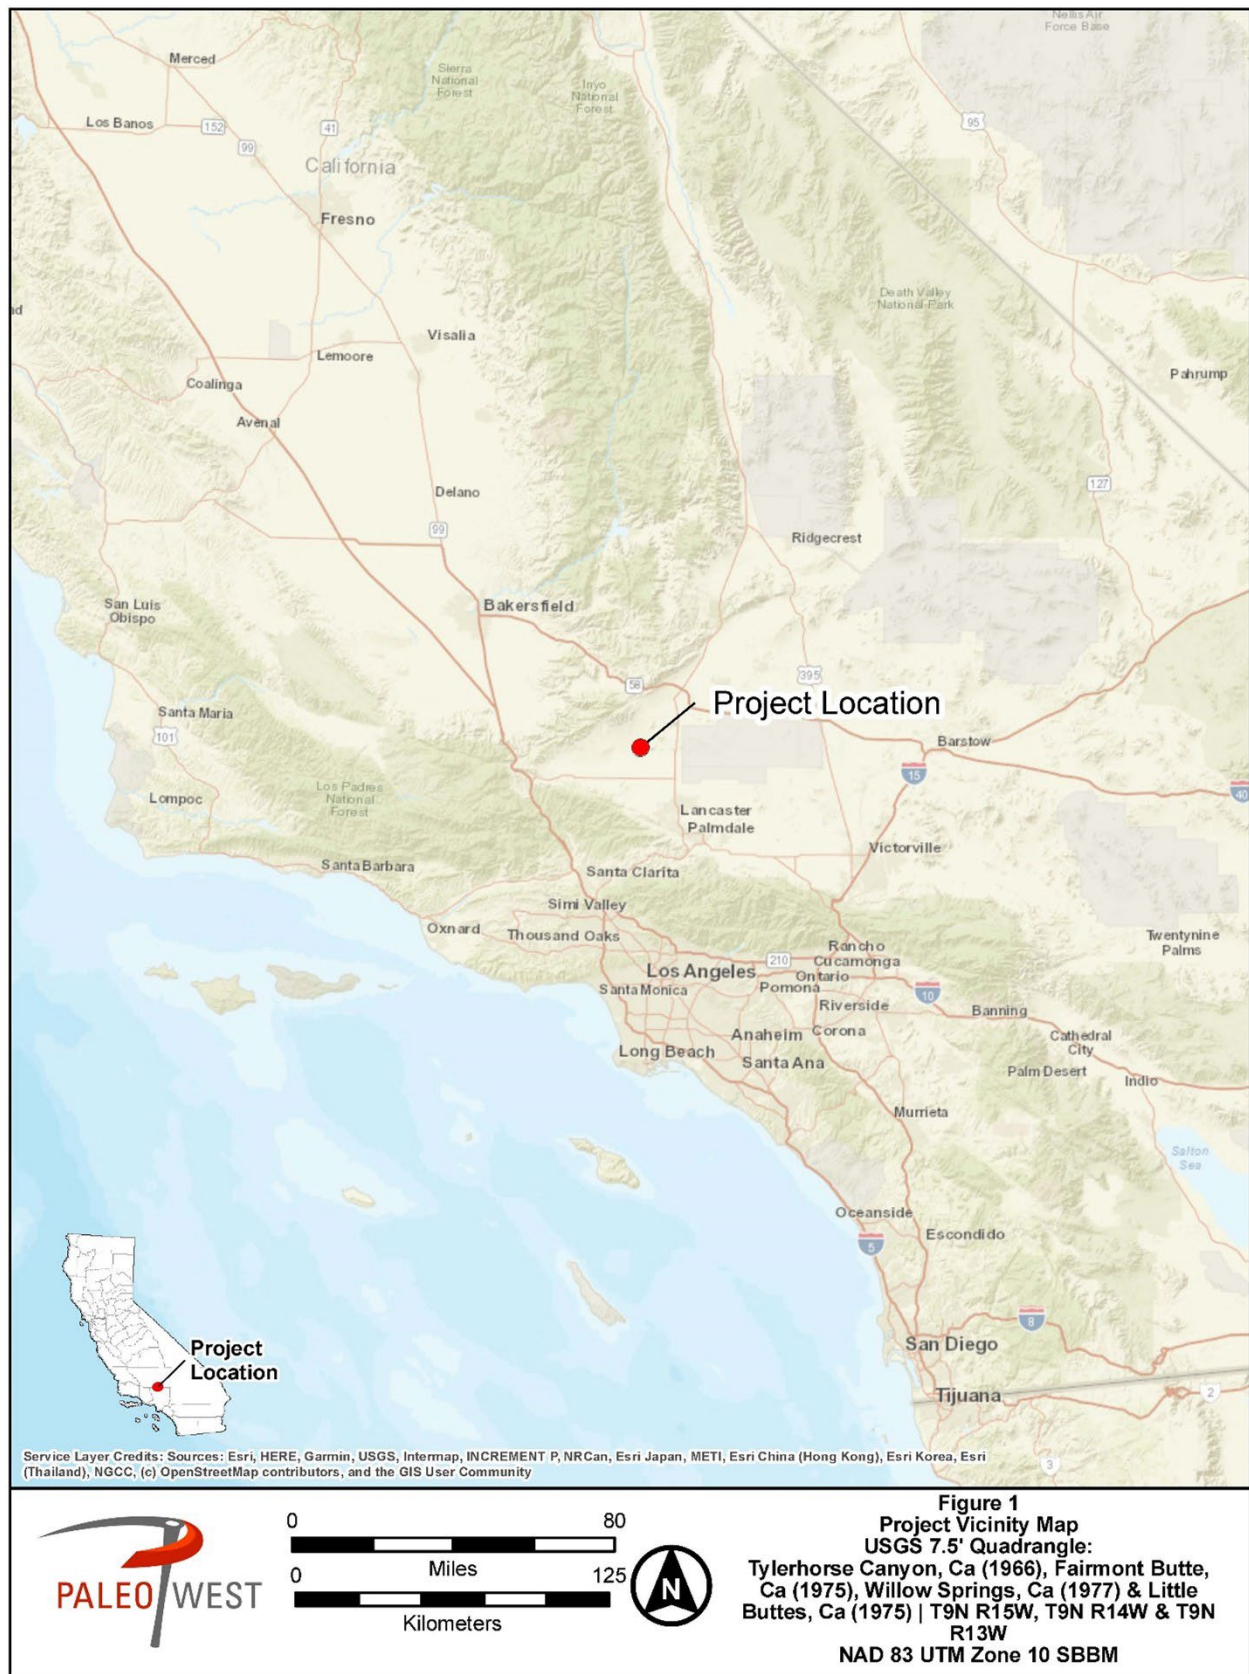 Nellis Air
Force Base
Merced
Sierra
National
Forest
Inyo
National
Forest
Los Banos
152
41
99
95
California
Fresno
Death Valley
National Park
Visalia
Lemoore
Coalinga
Pahrump
Avenal
Delano
127
99
Ridgecrest
San Luis
Obispo
Bakersfield
58
395
Project Location
Santa Maria
101
Barstow
15
Los Padres
National
Forest
Lompoc
40
Lancaster
Palmdale
Victorville
Santa Barbara
Santa Clarita
Simi Valley
Oxnard
Thousand Oaks
Twentynine
Palms
Rancho
Cucamonga
210
Los Angeles
Ontario
Santa Monica
Pomona
10
Riverside
Banning
Anaheim
Corona
Cathedral
City
Long Beach
Santa Ana
Palm Desert
Indio
Murrieta
Salton
Sea
Oceanside
Escondido
5
8
San Diego
Tijuana
2
3
Project
Location
Service Layer Credits: Sources: Esri, HERE, Garmin, USGS, Intermap, INCREMENT P, NRCan, Esri Japan, METI, Esri China (Hong Kong), Esri Korea, Esri
(Thailand), NGCC, (c) OpenStreetMap contributors, and the GIS User Community
PALEO WEST
0 80
Miles
0 125
Kilometers
N
Figure 1
Project Vicinity Map
USGS 7.5' Quadrangle:
Tylerhorse Canyon, Ca (1966), Fairmont Butte,
Ca (1975), Willow Springs, Ca (1977) & Little
Buttes, Ca (1975) | T9N R15W, T9N R14W & T9N
R13W
NAD 83 UTM Zone 10 SBBM